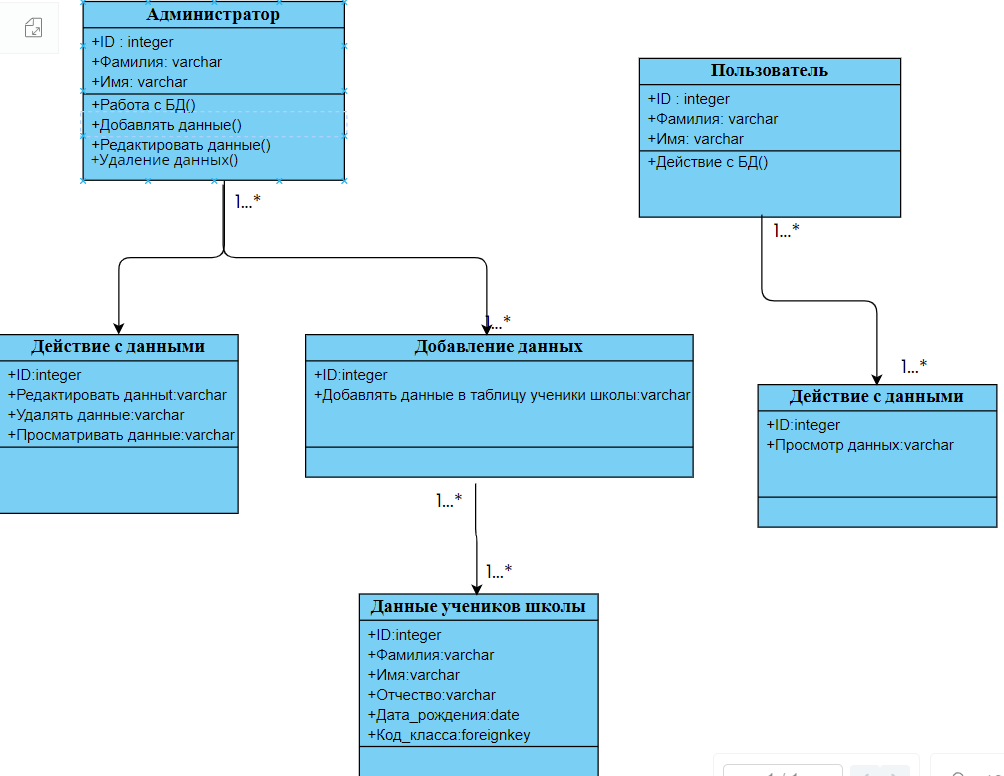 Администратор
+ID : integer
+Фамилия: varchar
+Имя: varchar
+Работа с БД()
+Добавлять данные()
+Редактировать данные()
+Удаление данных()
1...*
Пользователь
+ID : integer
+Фамилия: varchar
+Имя: varchar
+Действие с БД()
1...*
Действие с данными
+ID:integer
+Редактировать данныt:varchar
+Удалять данные:varchar
+Просматривать данные:varchar
1...*
Добавление данных
+ID:integer
+Добавлять данные в таблицу ученики школы:varchar
1...*
Действие с данными
+ID:integer
+Просмотр данных:varchar
1...*
1...*
Данные учеников школы
+ID:integer
+Фамилия:varchar
+Имя:varchar
+Отчество:varchar
+Дата_рождения:date
+Код_класса:foreignkey